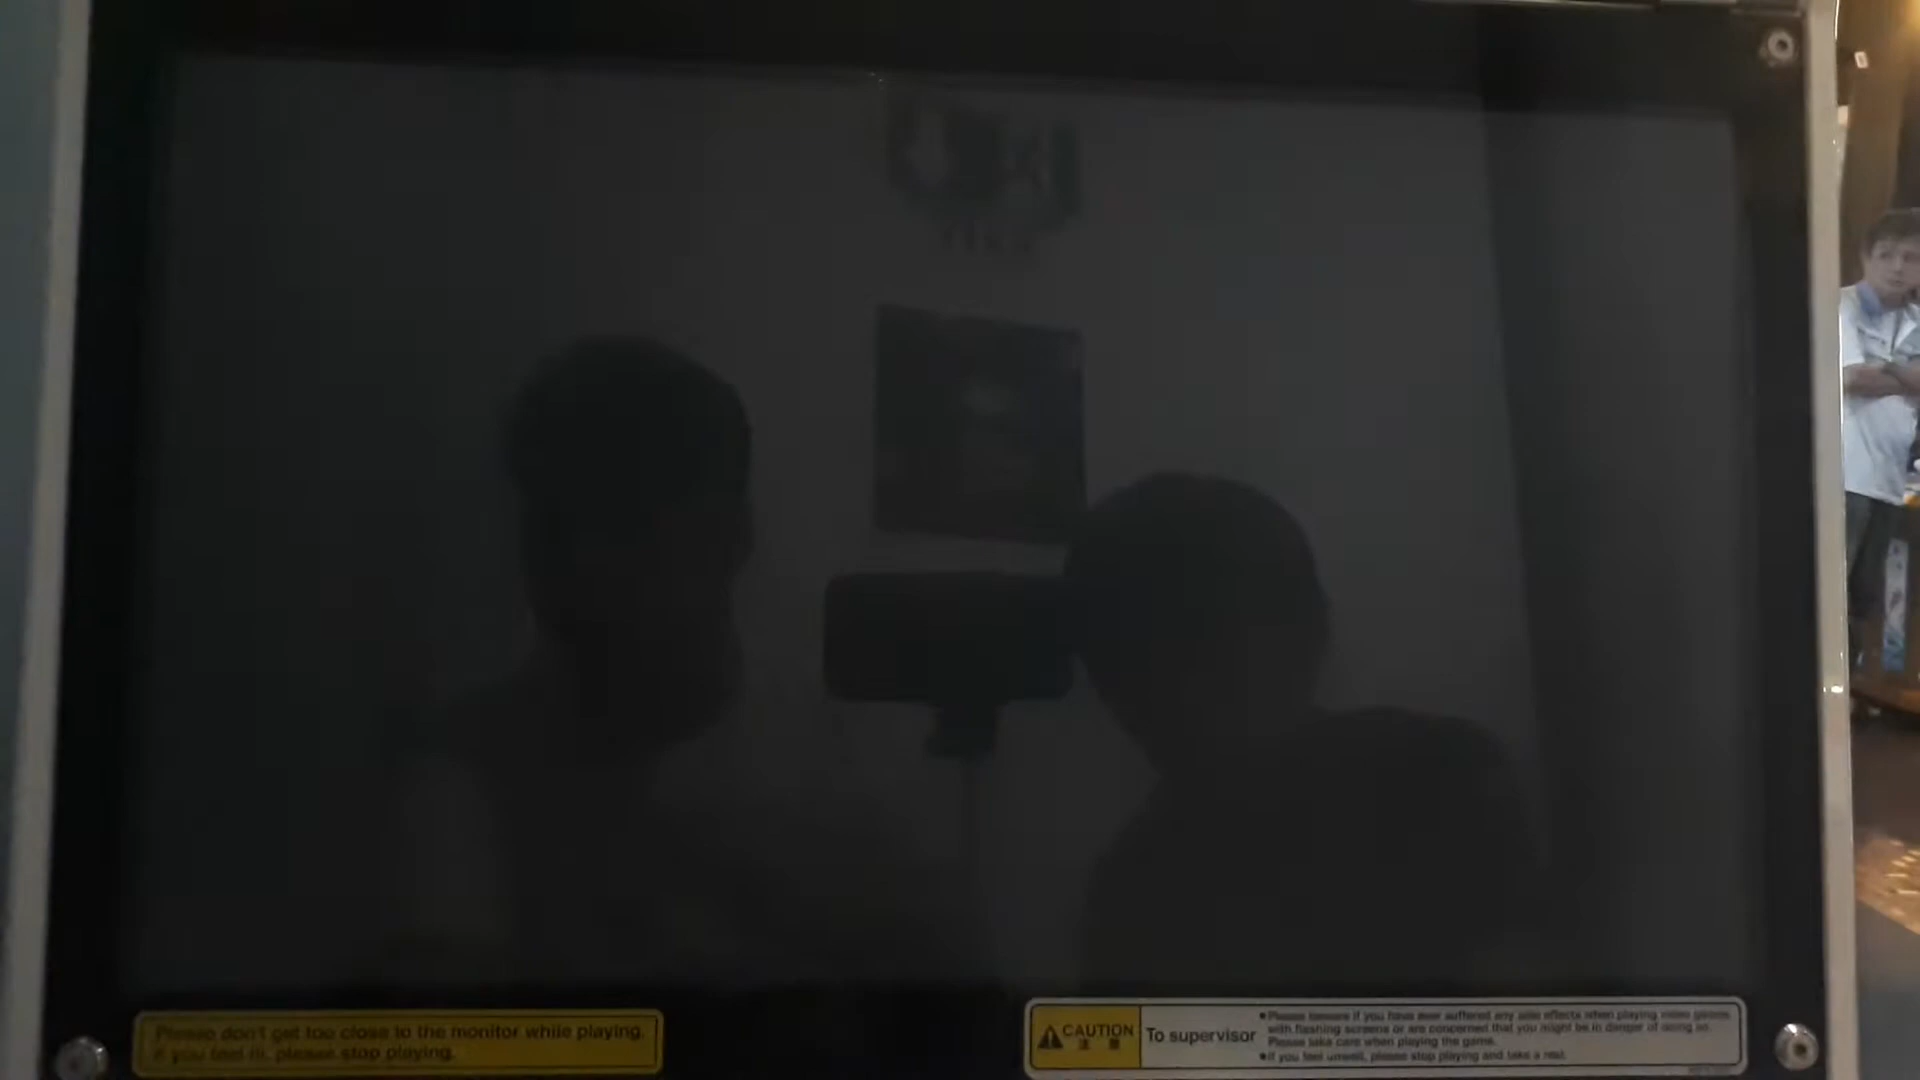 Please don't get too close to the monitor while playing.
If you feel ill, please stop playing.
CAUTION
注 意
To supervisor
•Please beware if you have ever suffered any side effects when playing video games
with flashing screens or are concerned that you might be in danger of doing so.
Please take care when playing the game.
•If you feel unwell, please stop playing and take a rest.